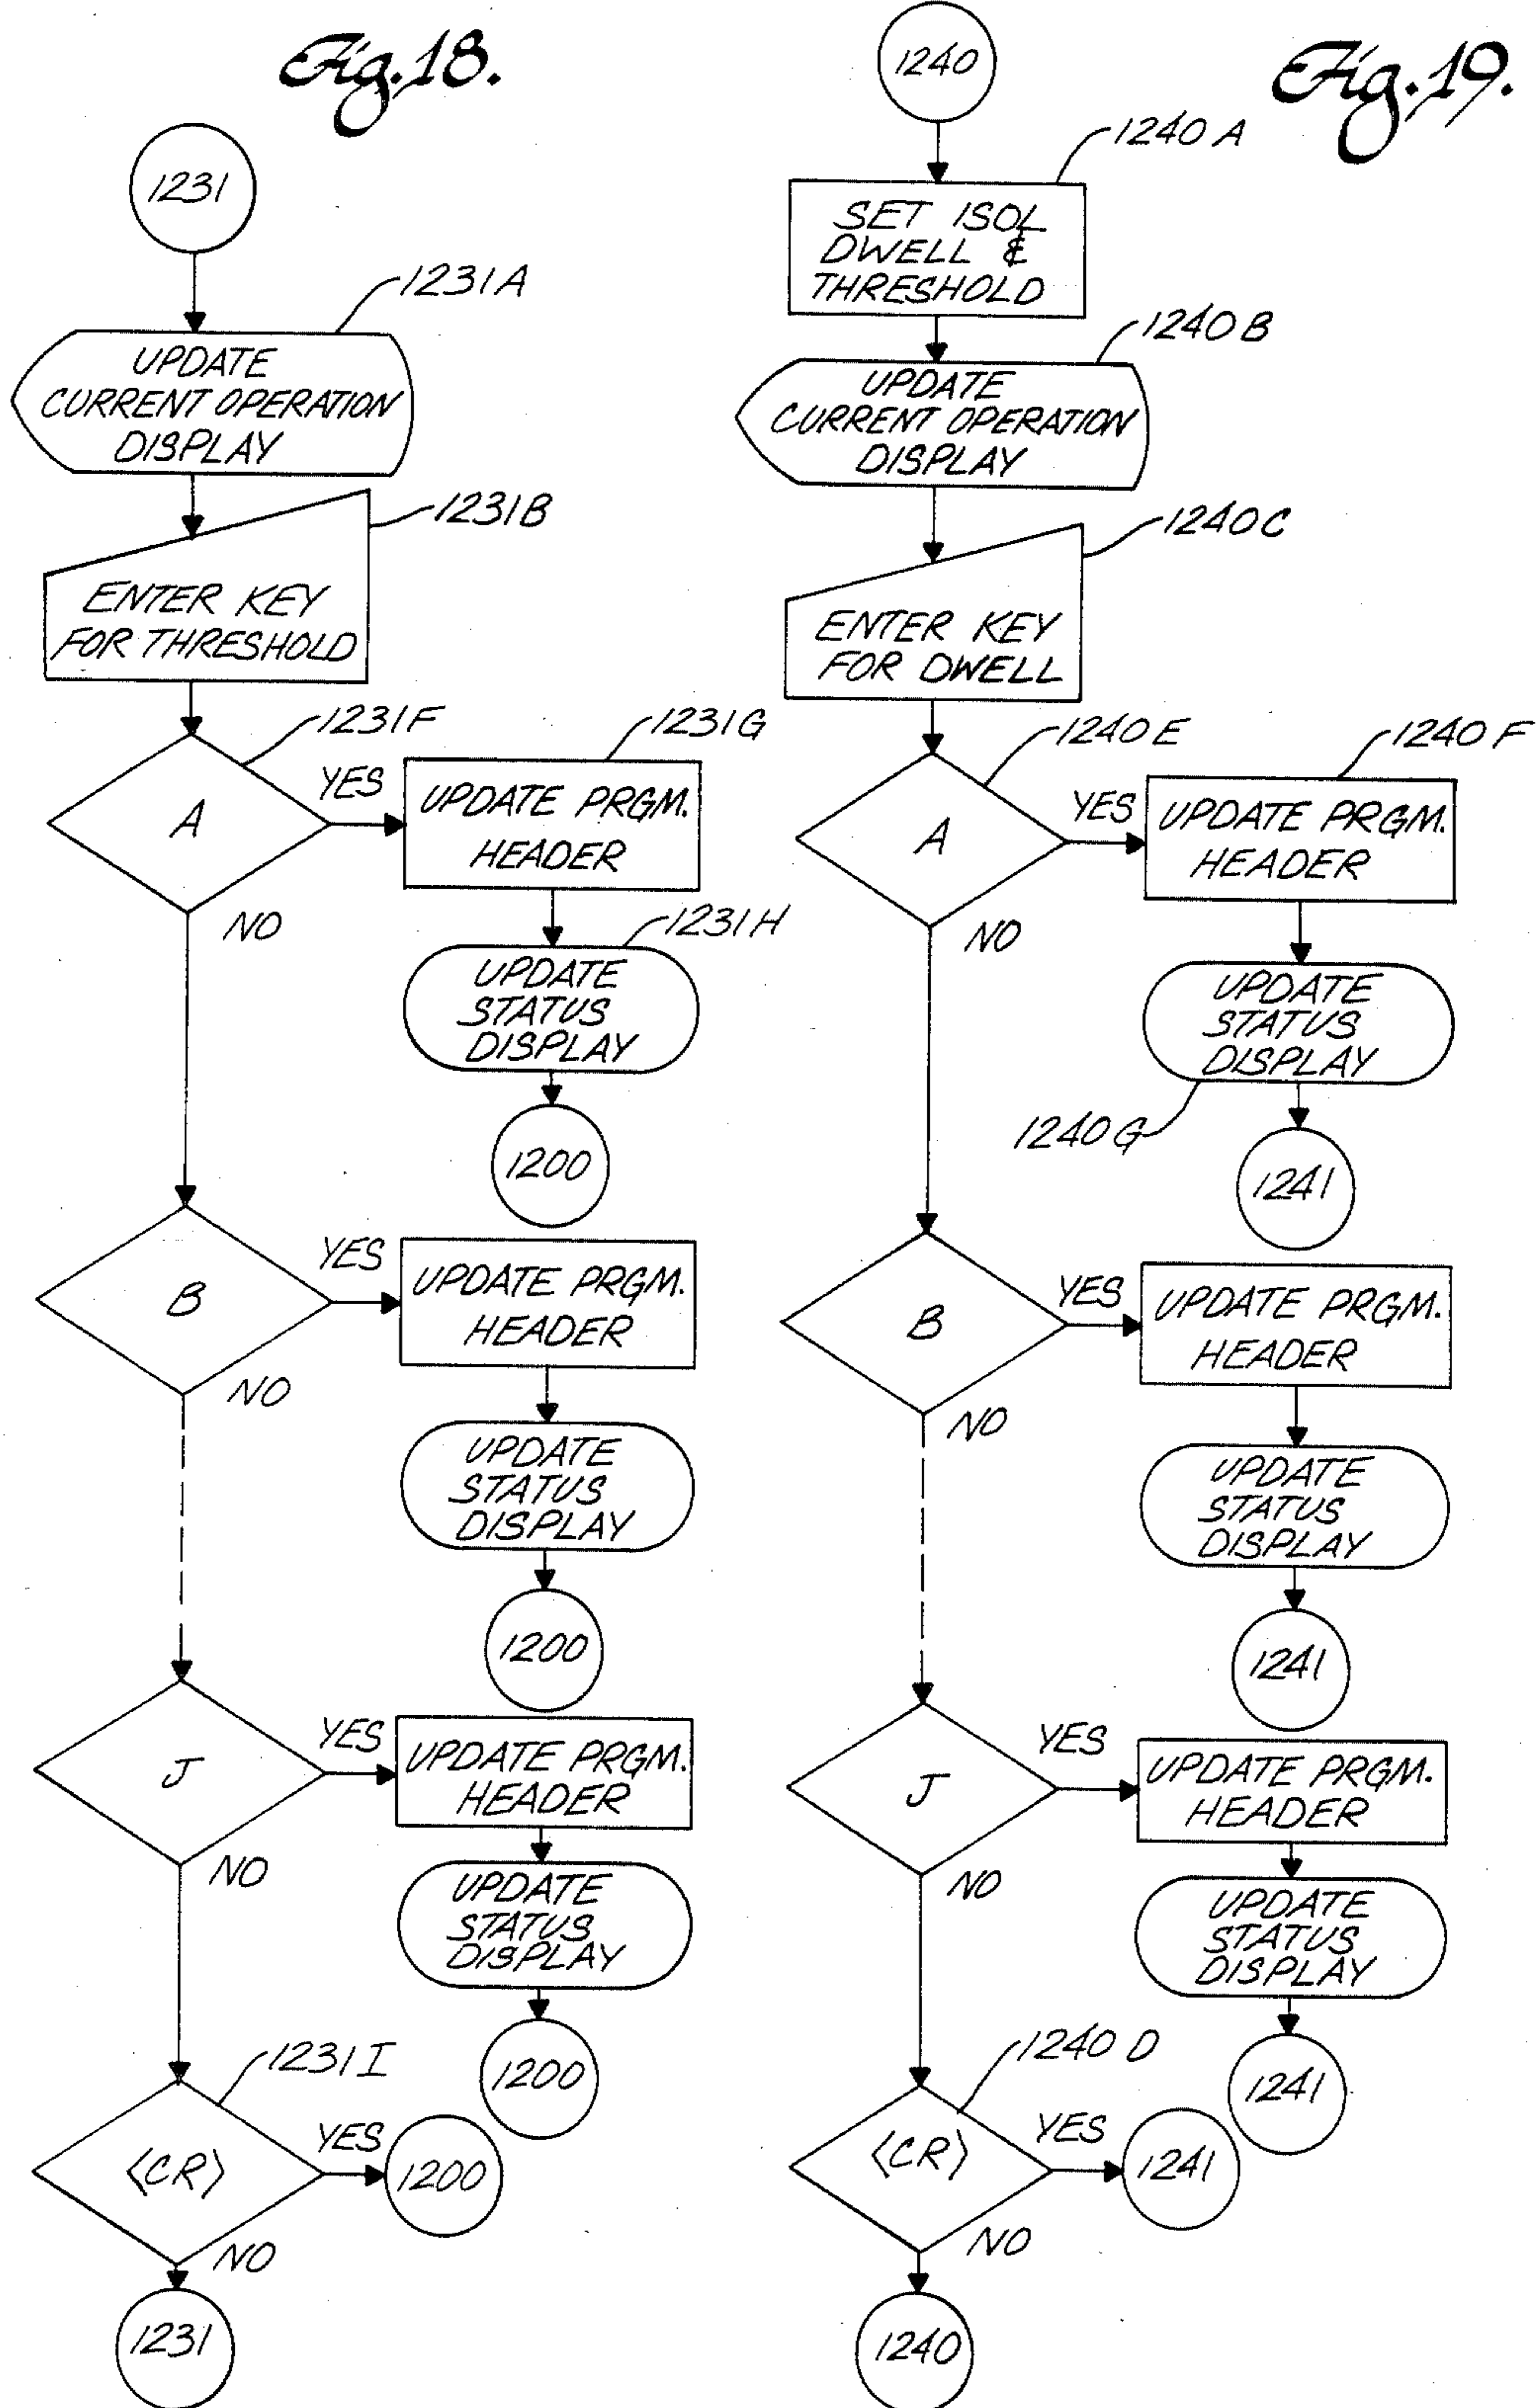 Fig. 18.
1231
1231A
UPDATE
CURRENT OPERATION
DISPLAY
1231B
ENTER KEY
FOR THRESHOLD
1231F
A
YES
NO
1231G
UPDATE PRGM.
HEADER
1231H
UPDATE
STATUS
DISPLAY
1200
B
YES
NO
UPDATE PRGM.
HEADER
UPDATE
STATUS
DISPLAY
1200
J
YES
NO
UPDATE PRGM.
HEADER
UPDATE
STATUS
DISPLAY
1200
1231I
<CR>
YES
1200
NO
1231
Fig. 19.
1240
1240A
SET ISOL
DWELL &
THRESHOLD
1240B
UPDATE
CURRENT OPERATION
DISPLAY
1240C
ENTER KEY
FOR DWELL
1240E
A
YES
NO
1240F
UPDATE PRGM.
HEADER
UPDATE
STATUS
DISPLAY
1240G
1241
B
YES
NO
UPDATE PRGM.
HEADER
UPDATE
STATUS
DISPLAY
1241
J
YES
NO
UPDATE PRGM.
HEADER
UPDATE
STATUS
DISPLAY
1241
1240D
<CR>
YES
1241
NO
1240